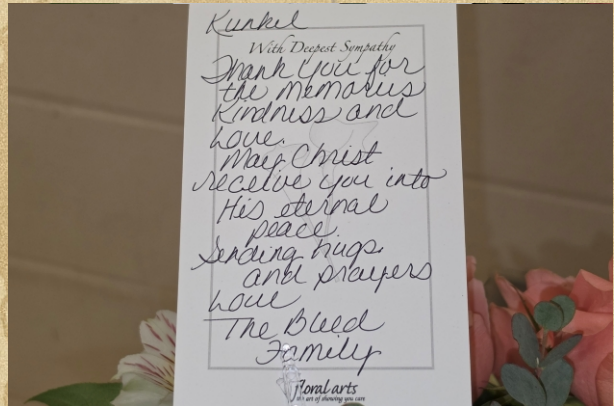 Kunkel
With Deepest Sympathy
Thank you for
the memories
Kindness and
Love.
May Christ
receive you into
His eternal
peace.
Sending hugs
and prayers
Love
The Bleed
Family
floral arts
the art of showing you care